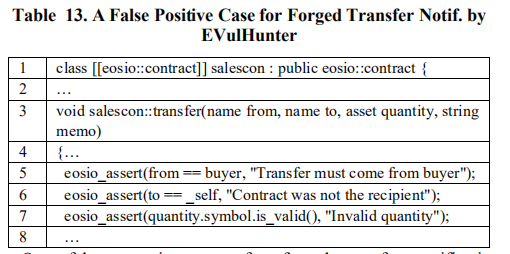 Table 13. A False Positive Case for Forged Transfer Notif. by
EVulHunter
1 class [[eosio::contract]] salescon : public eosio::contract {
2 …
3 void salescon::transfer(name from, name to, asset quantity, string
memo)
4 {…
5 eosio_assert(from == buyer, "Transfer must come from buyer");
6 eosio_assert(to == _self, "Contract was not the recipient");
7 eosio_assert(quantity.symbol.is_valid(), "Invalid quantity");
8 …